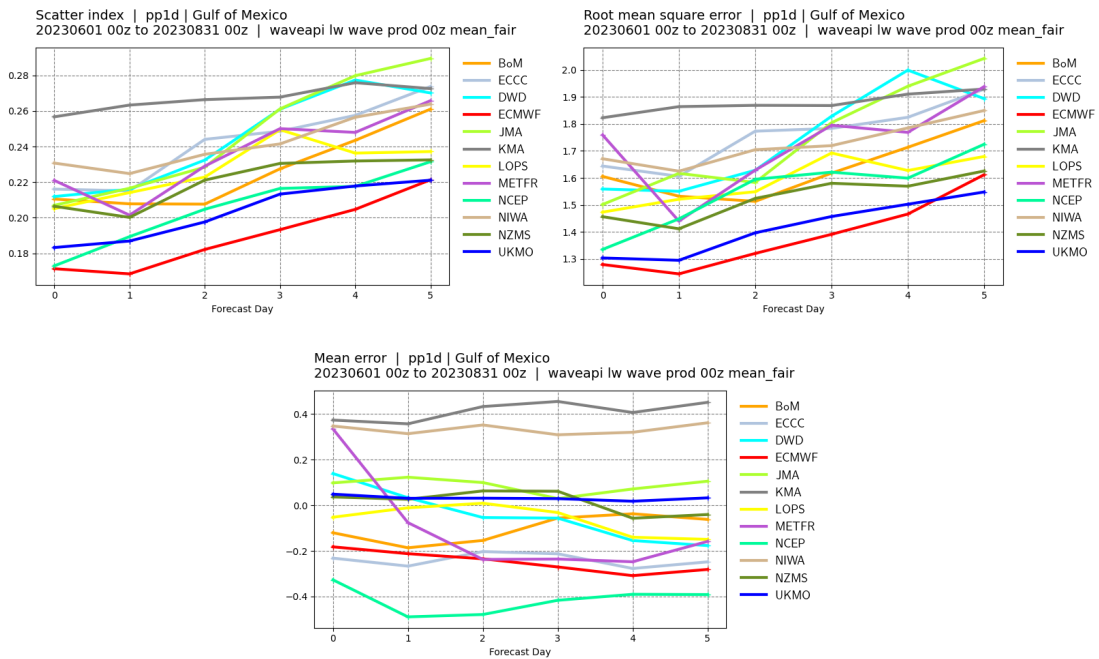 Scatter index | pp1d | Gulf of Mexico
20230601 00z to 20230831 00z | waveapi lw wave prod 00z mean_fair
0.28
0.26
0.24
0.22
0.20
0.18
0 1 2 3 4 5
Forecast Day
BoM
ECCC
DWD
ECMWF
JMA
KMA
LOPS
METFR
NCEP
NIWA
NZMS
UKMO
Root mean square error | pp1d | Gulf of Mexico
20230601 00z to 20230831 00z | waveapi lw wave prod 00z mean_fair
2.0
1.9
1.8
1.7
1.6
1.5
1.4
1.3
0 1 2 3 4 5
Forecast Day
BoM
ECCC
DWD
ECMWF
JMA
KMA
LOPS
METFR
NCEP
NIWA
NZMS
UKMO
Mean error | pp1d | Gulf of Mexico
20230601 00z to 20230831 00z | waveapi lw wave prod 00z mean_fair
0.4
0.2
0.0
−0.2
−0.4
0 1 2 3 4 5
Forecast Day
BoM
ECCC
DWD
ECMWF
JMA
KMA
LOPS
METFR
NCEP
NIWA
NZMS
UKMO